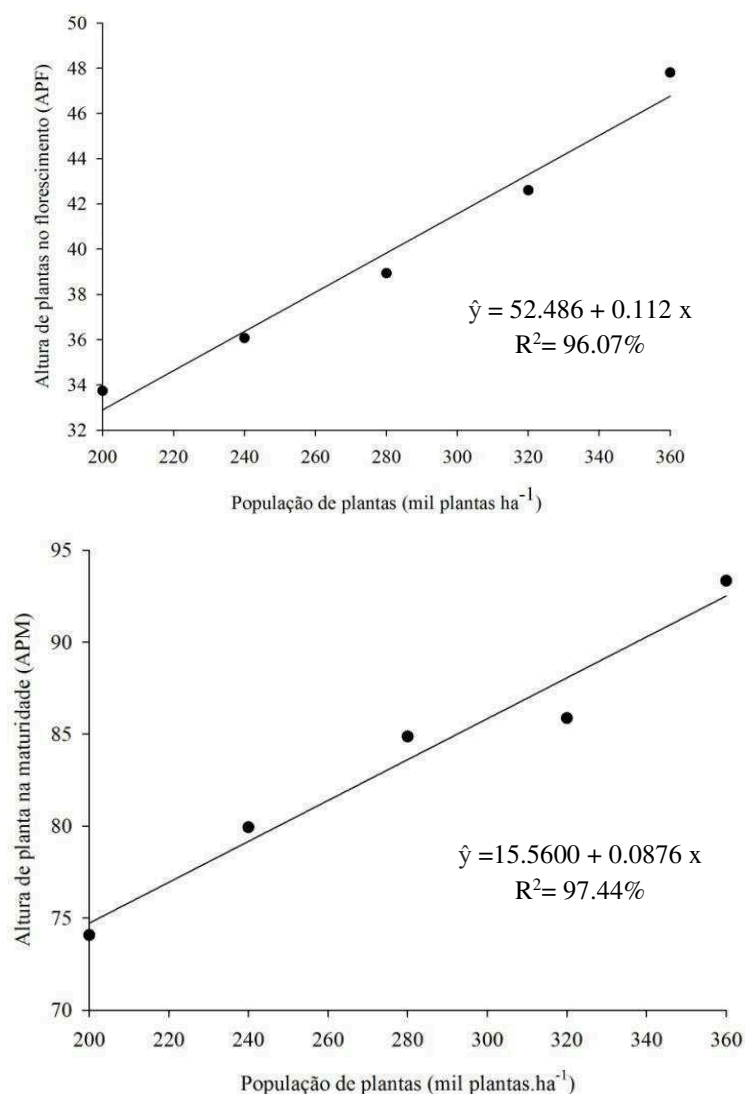 Altura de plantas no florescimento (APF)
50
48
46
44
42
40
38
36
34
32
ŷ = 52.486 + 0.112 x
R²= 96.07%
200 220 240 260 280 300 320 340 360
População de plantas (mil plantas ha⁻¹)
Altura de planta na maturidade (APM)
95
90
85
80
75
70
ŷ =15.5600 + 0.0876 x
R²= 97.44%
200 220 240 260 280 300 320 340 360
População de plantas (mil plantas.ha⁻¹)